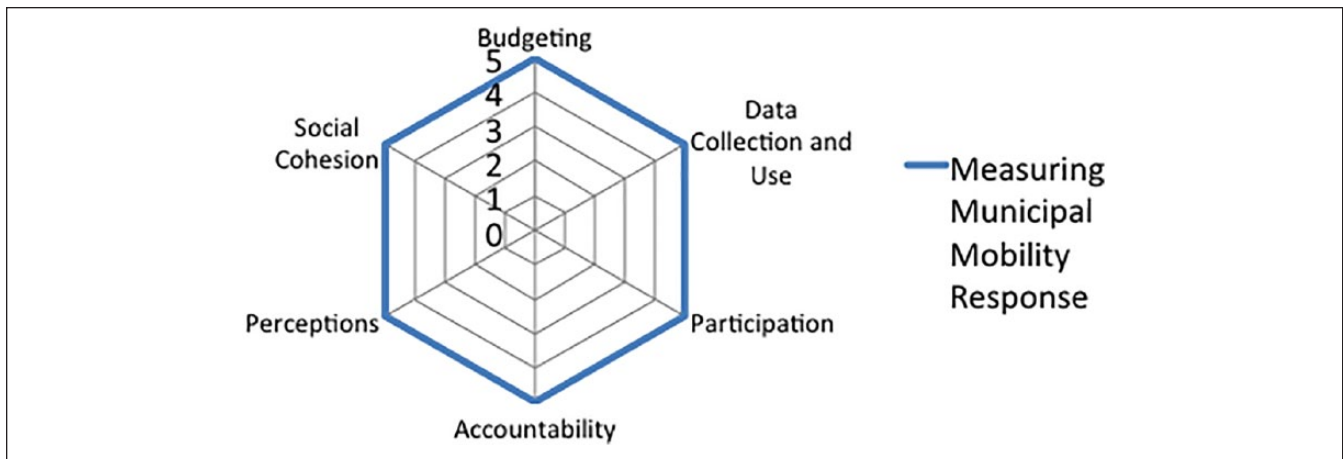 Budgeting
5
4
3
2
1
0
Data
Collection and
Use
Participation
Accountability
Perceptions
Social
Cohesion
Measuring
Municipal
Mobility
Response